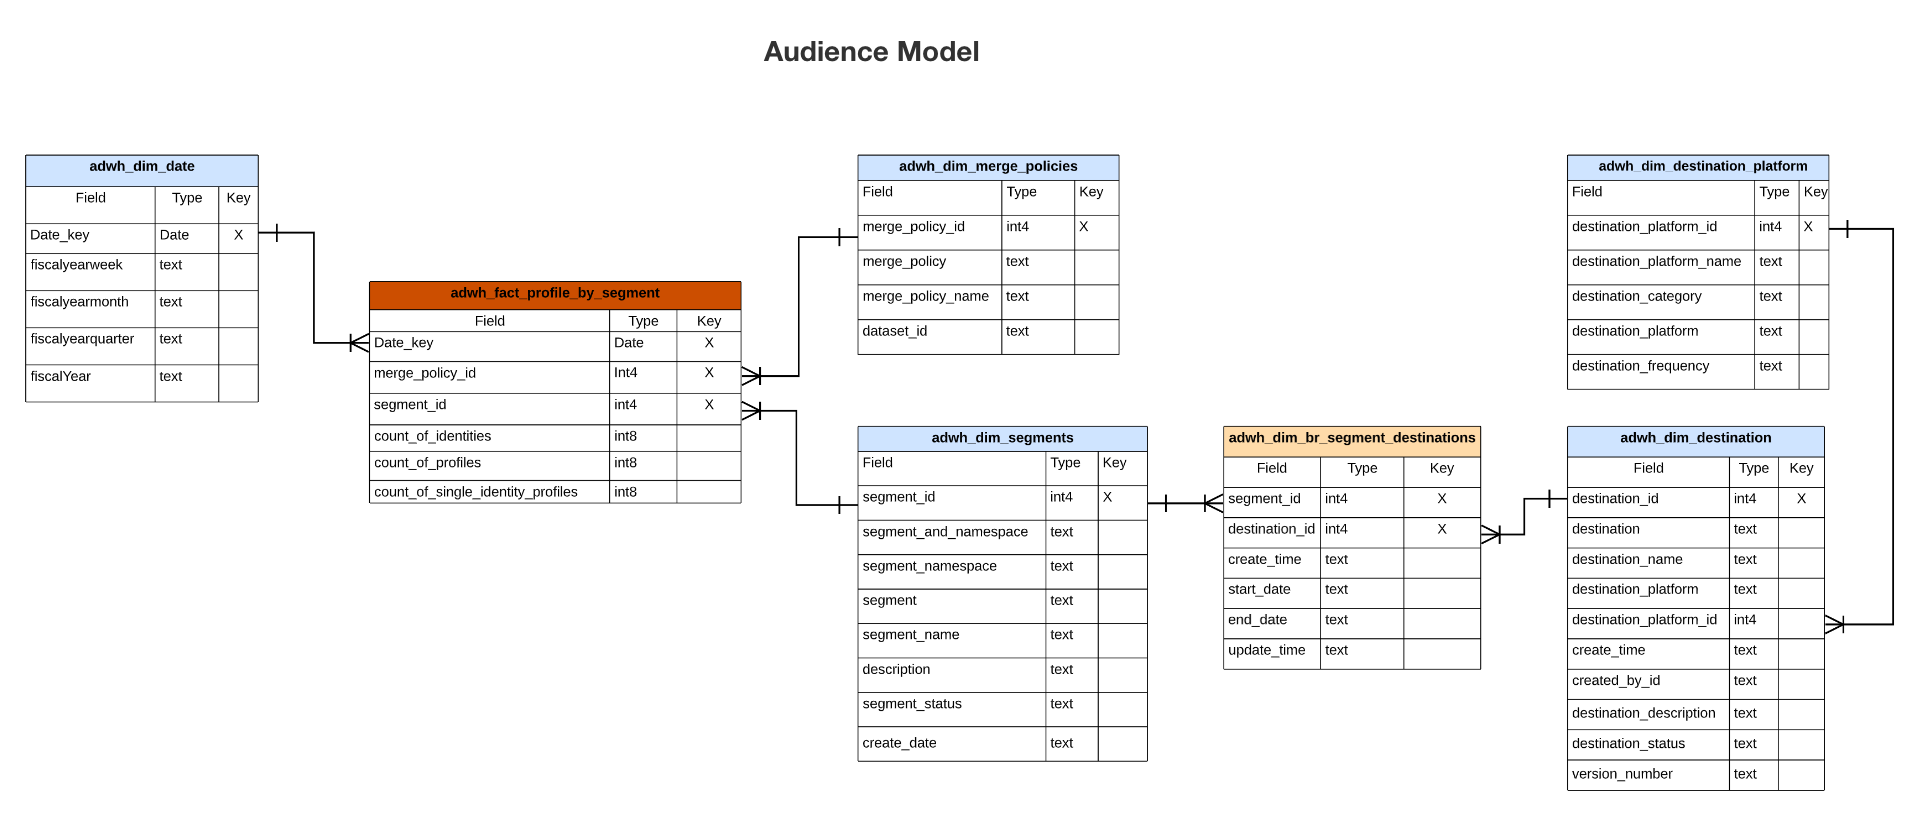 Audience Model
adwh_dim_date
Field Type Key
Date_key Date X
fiscalyearweek text
fiscalyearmonth text
fiscalyearquarter text
fiscalYear text
adwh_fact_profile_by_segment
Field Type Key
Date_key Date X
merge_policy_id Int4 X
segment_id int4 X
count_of_identities int8
count_of_profiles int8
count_of_single_identity_profiles int8
adwh_dim_merge_policies
Field Type Key
merge_policy_id int4 X
merge_policy text
merge_policy_name text
dataset_id text
adwh_dim_segments
Field Type Key
segment_id int4 X
segment_and_namespace text
segment_namespace text
segment text
segment_name text
description text
segment_status text
create_date text
adwh_dim_br_segment_destinations
Field Type Key
segment_id int4 X
destination_id int4 X
create_time text
start_date text
end_date text
update_time text
adwh_dim_destination_platform
Field Type Key
destination_platform_id int4 X
destination_platform_name text
destination_category text
destination_platform text
destination_frequency text
adwh_dim_destination
Field Type Key
destination_id int4 X
destination text
destination_name text
destination_platform text
destination_platform_id int4
create_time text
created_by_id text
destination_description text
destination_status text
version_number text